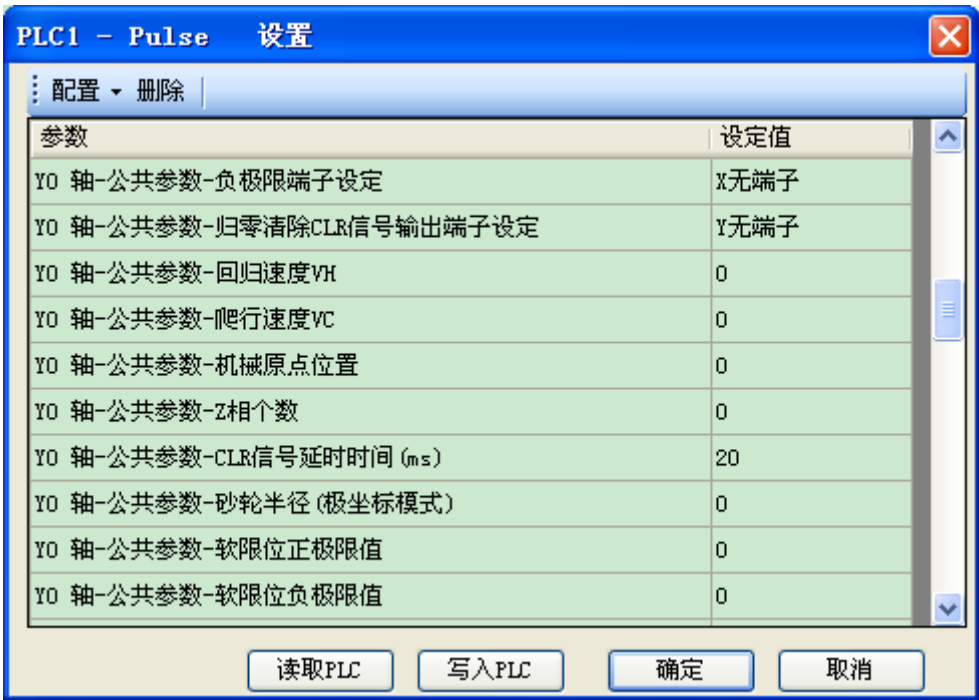 PLC1 - Pulse 设置
配置 删除
参数 设定值
Y0 轴-公共参数-负极限端子设定 X无端子
Y0 轴-公共参数-归零清除CLR信号输出端子设定 Y无端子
Y0 轴-公共参数-回归速度VH 0
Y0 轴-公共参数-爬行速度VC 0
Y0 轴-公共参数-机械原点位置 0
Y0 轴-公共参数-Z相个数 0
Y0 轴-公共参数-CLR信号延时时间(ms) 20
Y0 轴-公共参数-砂轮半径(极坐标模式) 0
Y0 轴-公共参数-软限位正极限值 0
Y0 轴-公共参数-软限位负极限值 0
读取PLC 写入PLC 确定 取消